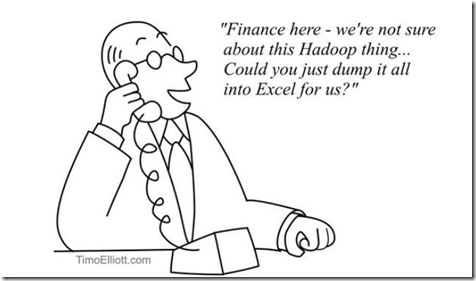 "Finance here - we're not sure
about this Hadoop thing...
Could you just dump it all
into Excel for us?"
TimoElliott.com